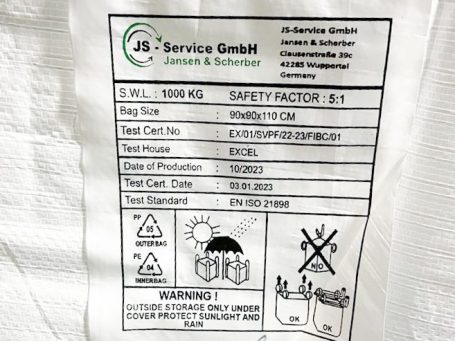 JS - Service GmbH
Jansen & Scherber
JS-Service GmbH
Jansen & Scherber
Clausenstraße 39c
42285 Wuppertal
Germany
S.W.L. : 1000 KG SAFETY FACTOR : 5:1
Bag Size : 90x90x110 CM
Test Cert.No : EX/01/SVPF/22-23/FIBC/01
Test House : EXCEL
Date of Production : 10/2023
Test Cert. Date : 03.01.2023
Test Standard : EN ISO 21898
PP
05
OUTER BAG
PE
04
INNER BAG
NO
OK
OK
WARNING !
OUTSIDE STORAGE ONLY UNDER
COVER PROTECT SUNLIGHT AND
RAIN